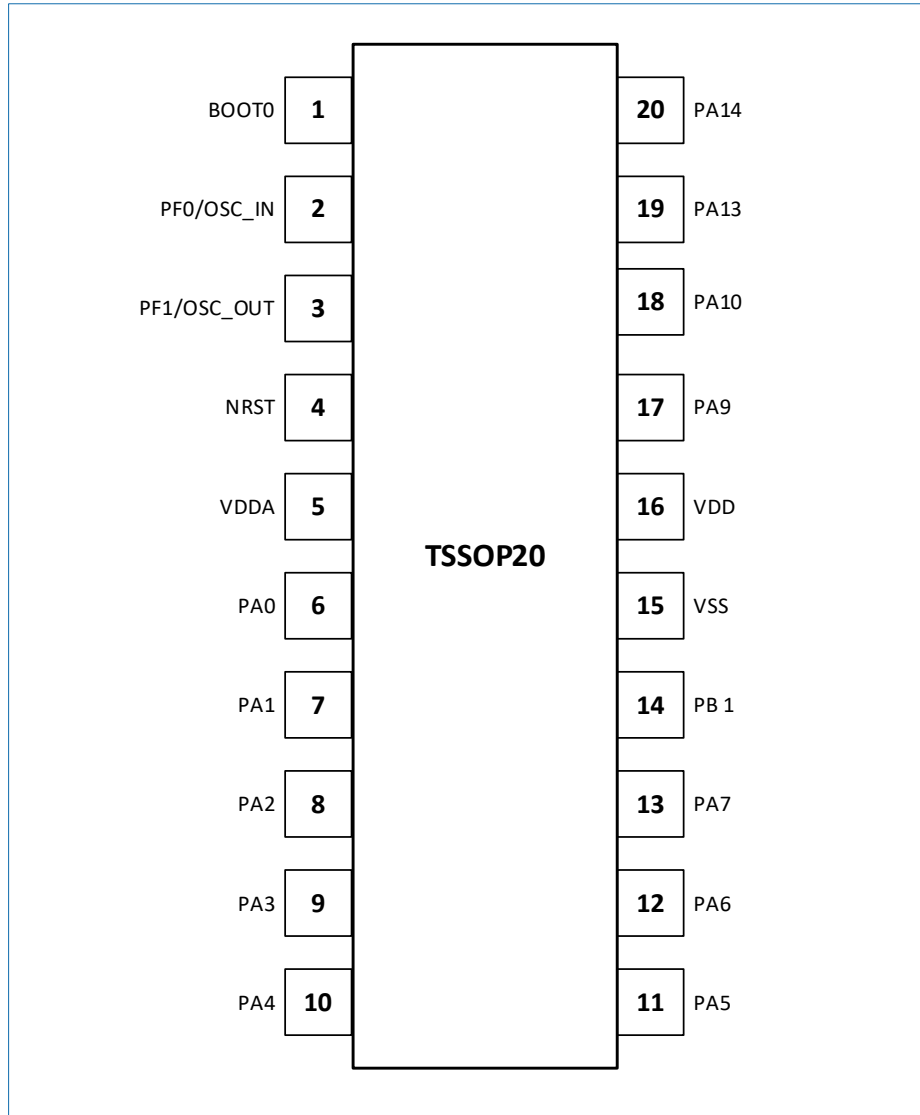 BOOT0 1 20 PA14
PF0/OSC_IN 2 19 PA13
PF1/OSC_OUT 3 18 PA10
NRST 4 17 PA9
VDDA 5 16 VDD
TSSOP20
PA0 6 15 VSS
PA1 7 14 PB 1
PA2 8 13 PA7
PA3 9 12 PA6
PA4 10 11 PA5